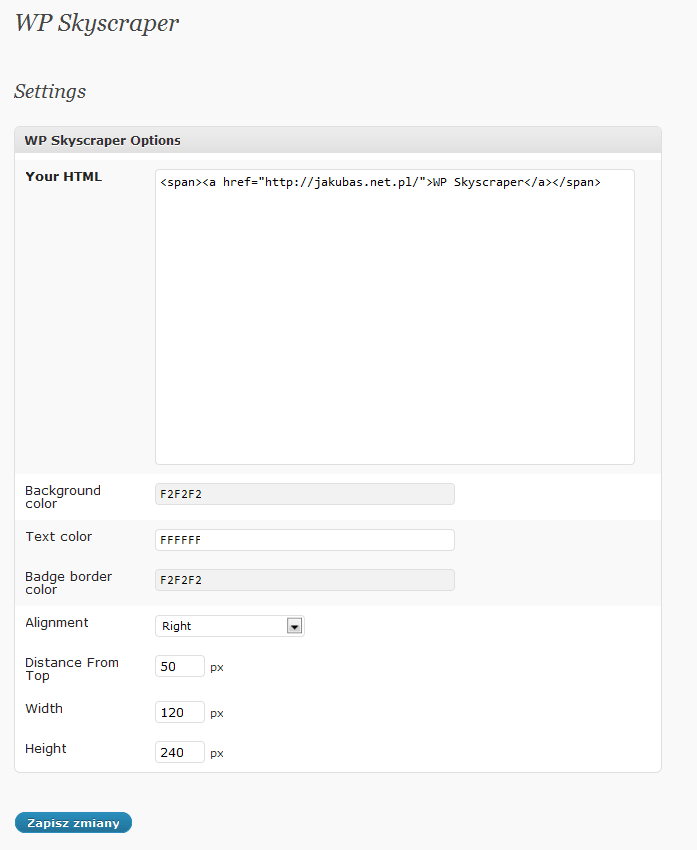 WP Skyscraper
Settings
WP Skyscraper Options
Your HTML
<span><a href="http://jakubas.net.pl/">WP Skyscraper</a></span>
Background
color
F2F2F2
Text color
FFFFFF
Badge border
color
F2F2F2
Alignment
Right
Distance From
Top
50 px
Width
120 px
Height
240 px
Zapisz zmiany